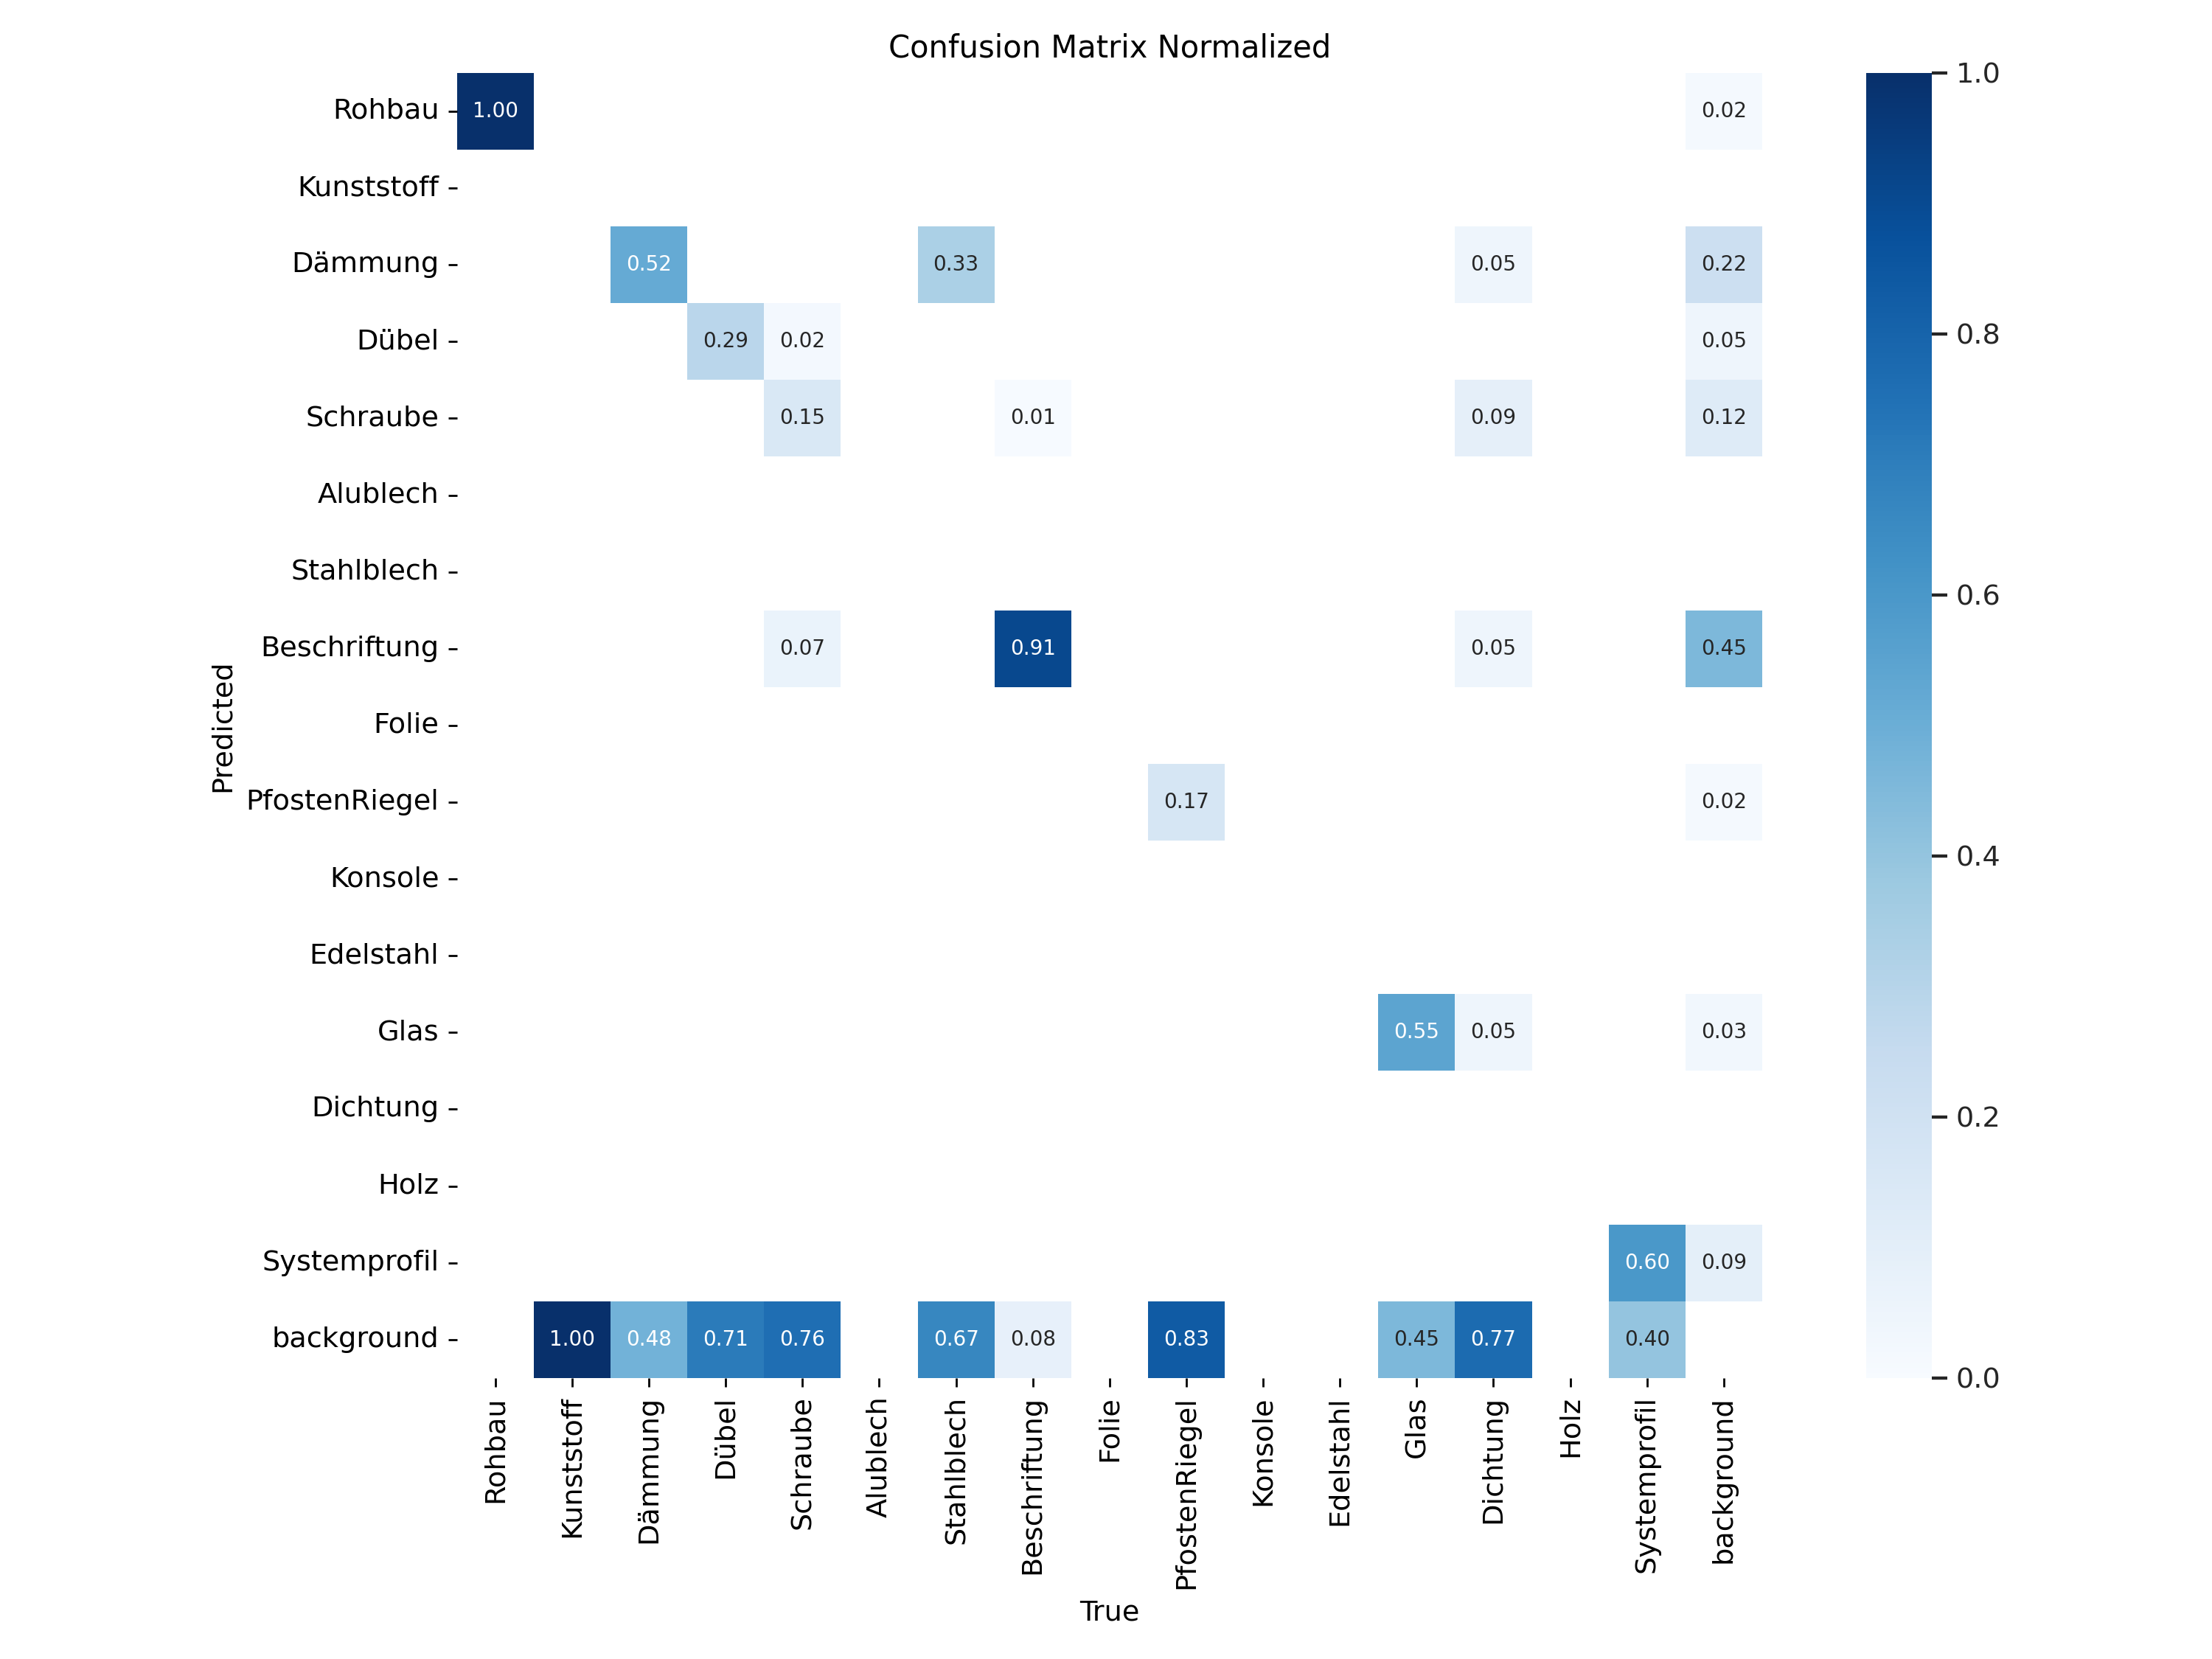 Confusion Matrix Normalized
Rohbau
1.00
0.02
Kunststoff
Dämmung
0.52
0.33
0.05
0.22
Dübel
0.29
0.02
0.05
Schraube
0.15
0.01
0.09
0.12
Alublech
Stahlblech
Beschriftung
0.07
0.91
0.05
0.45
Folie
PfostenRiegel
0.17
0.02
Konsole
Edelstahl
Glas
0.55
0.05
0.03
Dichtung
Holz
Systemprofil
0.60
0.09
background
1.00
0.48
0.71
0.76
0.67
0.08
0.83
0.45
0.77
0.40
Predicted
Rohbau
Kunststoff
Dämmung
Dübel
Schraube
Alublech
Stahlblech
Beschriftung
Folie
PfostenRiegel
Konsole
Edelstahl
Glas
Dichtung
Holz
Systemprofil
background
True
1.0
0.8
0.6
0.4
0.2
0.0